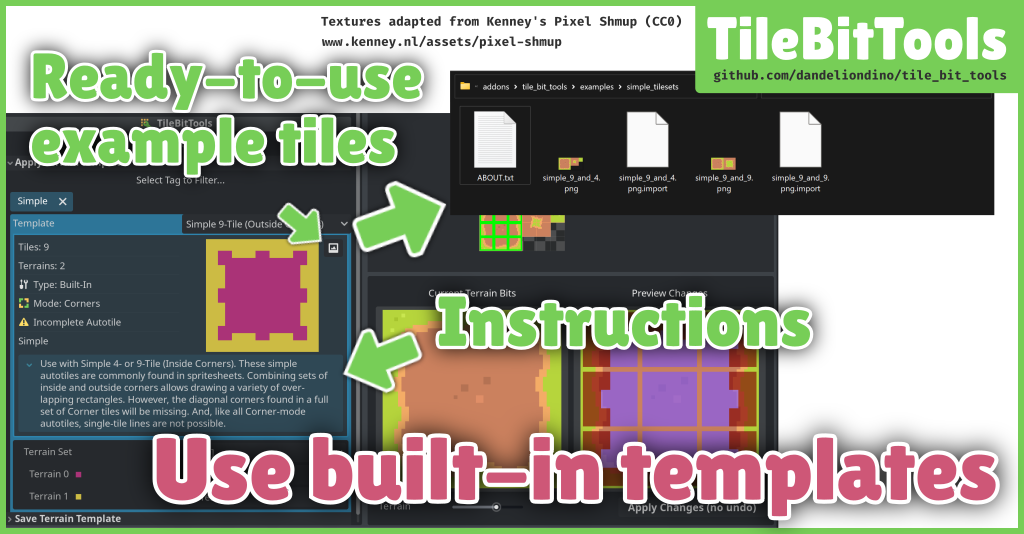 Textures adapted from Kenney's Pixel Shmup (CC0)
www.kenney.nl/assets/pixel-shmup
TileBitTools
github.com/dandeliondino/tile_bit_tools
Ready-to-use
example tiles
addons > tile_bit_tools > examples > simple_tilesets
ABOUT.txt
simple_9_and_4.
png
simple_9_and_4.
png.import
simple_9_and_9.
png
simple_9_and_9.
png.import
TileBitTools
Select Tag to Filter...
Simple
Template
Simple 9-Tile (Outside
Tiles: 9
Terrains: 2
Type: Built-In
Mode: Corners
Incomplete Autotile
Simple
Use with Simple 4- or 9-Tile (Inside Corners). These simple
autotiles are commonly found in spritesheets. Combining sets of
inside and outside corners allows drawing a variety of over-
lapping rectangles. However, the diagonal corners found in a full
set of Corner tiles will be missing. And, like all Corner-mode
autotiles, single-tile lines are not possible.
Terrain Set
Terrain 0
Terrain 1
Save Terrain Template
Current Terrain Bits
Preview Changes
Instructions
Use built-in templates
Terrain
Apply Changes (no undo)